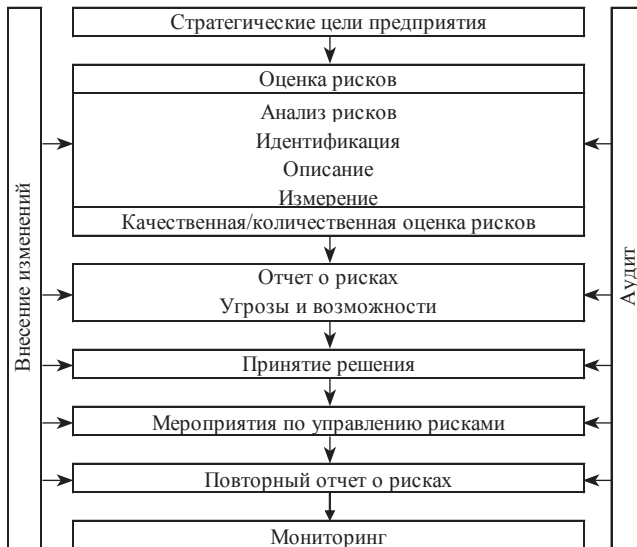 Стратегические цели предприятия
Оценка рисков
Анализ рисков
Идентификация
Описание
Измерение
Качественная/количественная оценка рисков
Отчет о рисках
Угрозы и возможности
Принятие решения
Мероприятия по управлению рисками
Повторный отчет о рисках
Мониторинг
Внесение изменений
Аудит